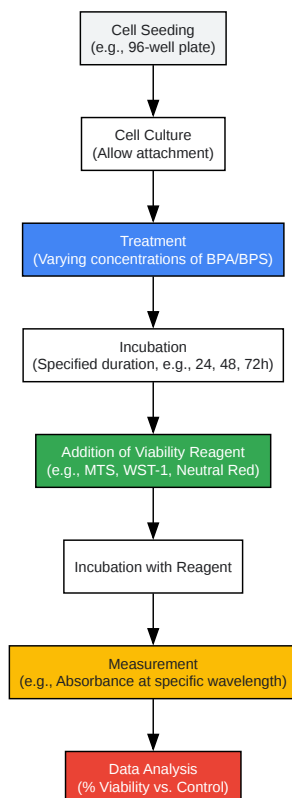 Cell Seeding
(e.g., 96-well plate)
Cell Culture
(Allow attachment)
Treatment
(Varying concentrations of BPA/BPS)
Incubation
(Specified duration, e.g., 24, 48, 72h)
Addition of Viability Reagent
(e.g., MTS, WST-1, Neutral Red)
Incubation with Reagent
Measurement
(e.g., Absorbance at specific wavelength)
Data Analysis
(% Viability vs. Control)